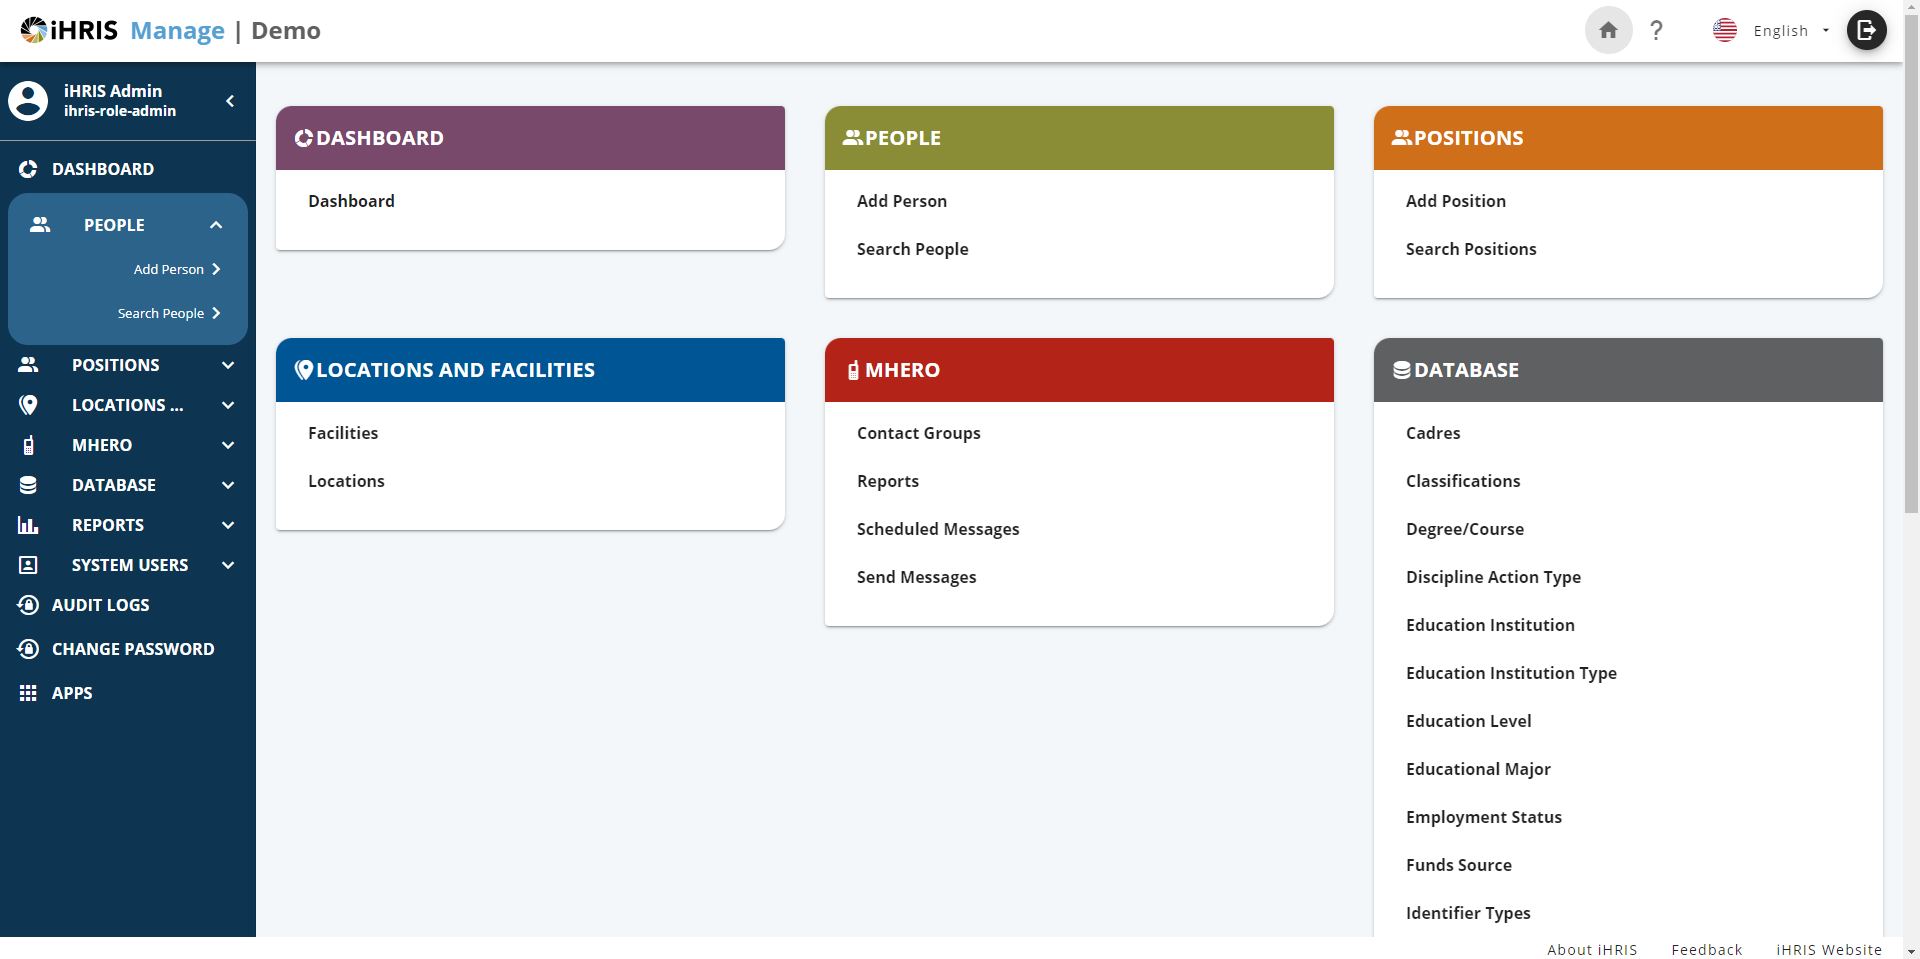 iHRIS Manage | Demo
? English
iHRIS Admin
ihris-role-admin
DASHBOARD
PEOPLE
Add Person
Search People
POSITIONS
LOCATIONS ...
MHERO
DATABASE
REPORTS
SYSTEM USERS
AUDIT LOGS
CHANGE PASSWORD
APPS
DASHBOARD
Dashboard
PEOPLE
Add Person
Search People
POSITIONS
Add Position
Search Positions
LOCATIONS AND FACILITIES
Facilities
Locations
MHERO
Contact Groups
Reports
Scheduled Messages
Send Messages
DATABASE
Cadres
Classifications
Degree/Course
Discipline Action Type
Education Institution
Education Institution Type
Education Level
Educational Major
Employment Status
Funds Source
Identifier Types
About iHRIS Feedback iHRIS Website